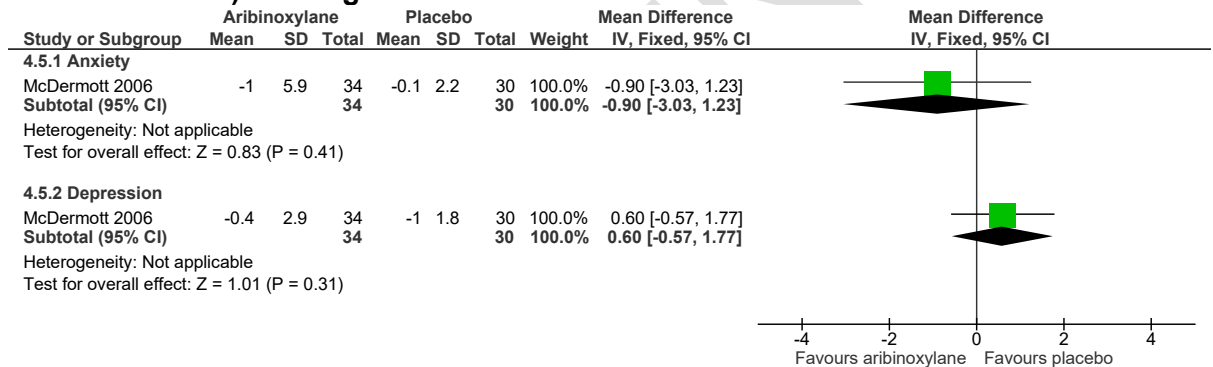 Aribinoxylane Placebo Mean Difference Mean Difference
Study or Subgroup Mean SD Total Mean SD Total Weight IV, Fixed, 95% CI IV, Fixed, 95% CI
4.5.1 Anxiety
McDermott 2006 -1 5.9 34 -0.1 2.2 30 100.0% -0.90 [-3.03, 1.23]
Subtotal (95% CI) 34 30 100.0% -0.90 [-3.03, 1.23]
Heterogeneity: Not applicable
Test for overall effect: Z = 0.83 (P = 0.41)
4.5.2 Depression
McDermott 2006 -0.4 2.9 34 -1 1.8 30 100.0% 0.60 [-0.57, 1.77]
Subtotal (95% CI) 34 30 100.0% 0.60 [-0.57, 1.77]
Heterogeneity: Not applicable
Test for overall effect: Z = 1.01 (P = 0.31)
-4 -2 0 2 4
Favours aribinoxylane Favours placebo